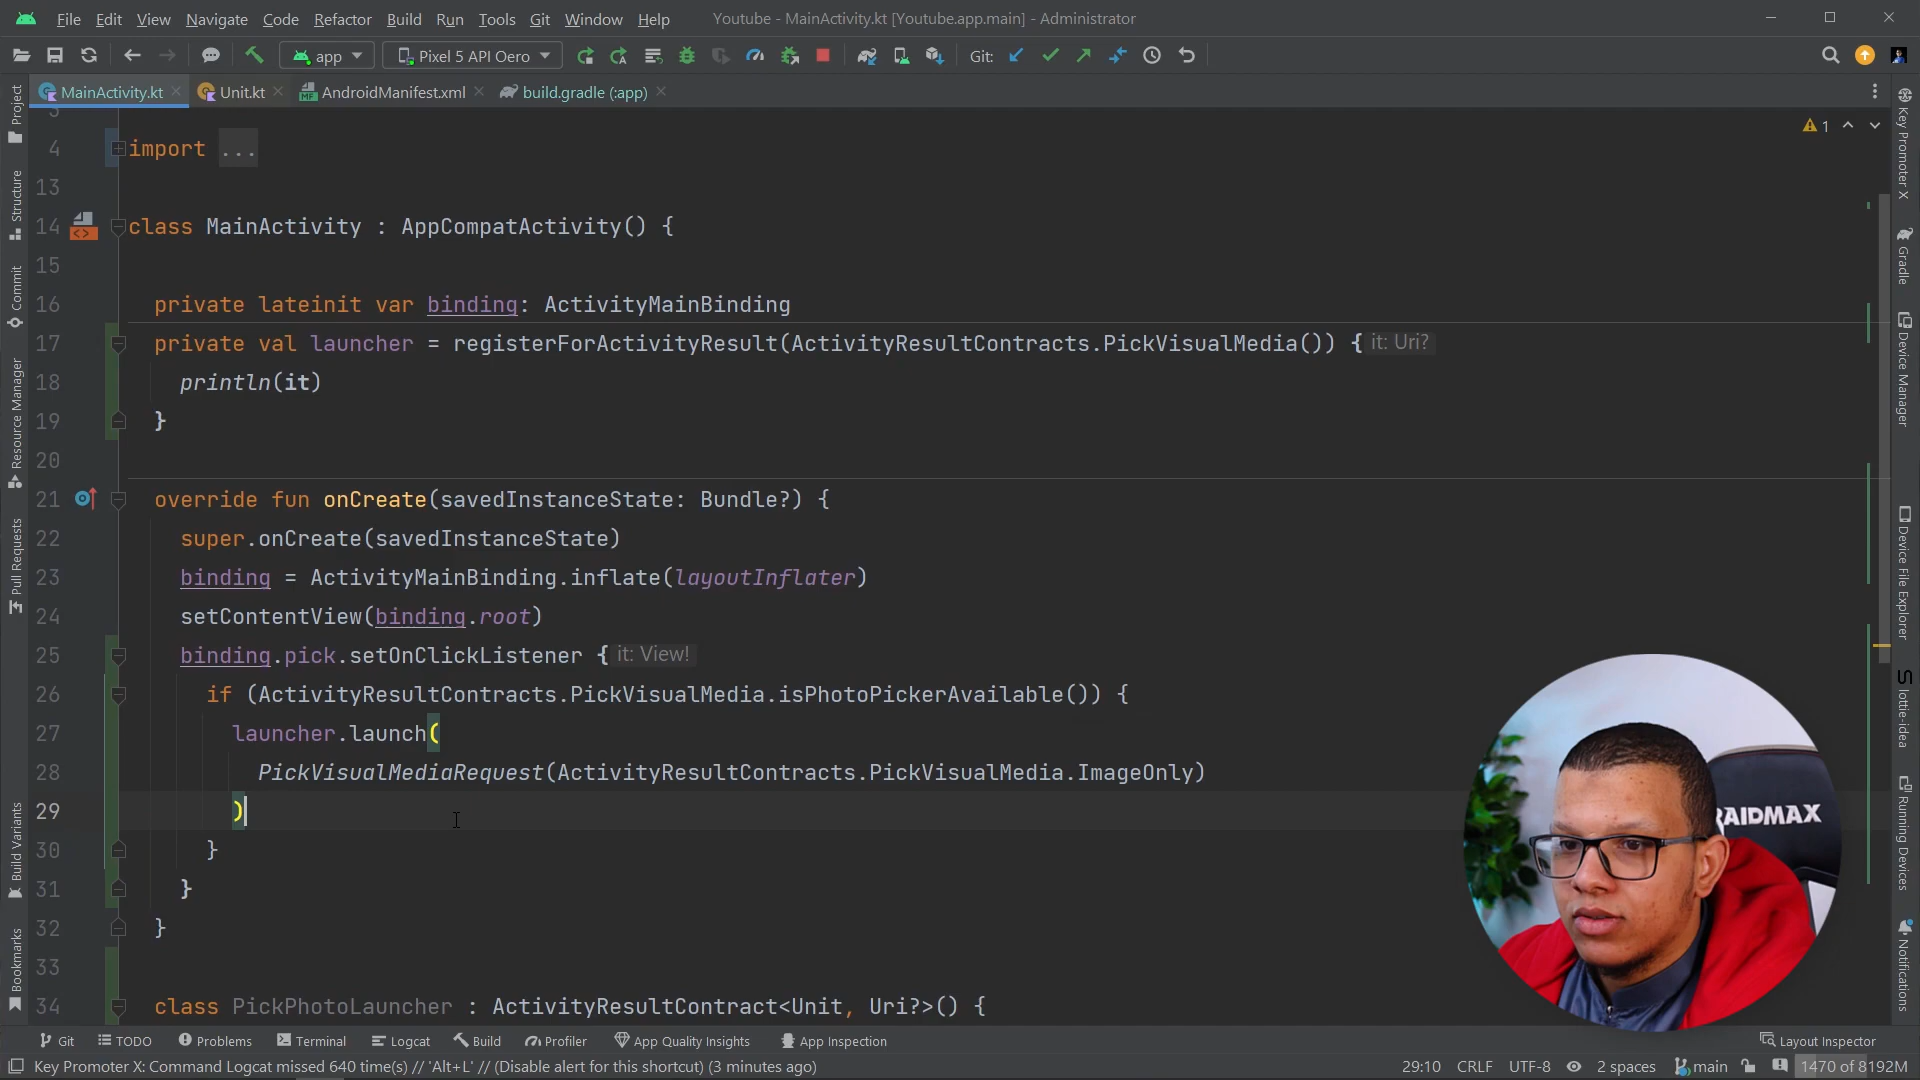 File Edit View Navigate Code Refactor Build Run Tools Git Window Help Youtube - MainActivity.kt [Youtube.app.main] - Administrator
app Pixel 5 API Oero Git:
MainActivity.kt Unit.kt AndroidManifest.xml build.gradle (:app)
Project
Structure
Commit
Resource Manager
Pull Requests
Build Variants
Bookmarks
4 import ...
13
14 class MainActivity : AppCompatActivity() {
15
16 private lateinit var binding: ActivityMainBinding
17 private val launcher = registerForActivityResult(ActivityResultContracts.PickVisualMedia()) { it: Uri?
18 println(it)
19 }
20
21 override fun onCreate(savedInstanceState: Bundle?) {
22 super.onCreate(savedInstanceState)
23 binding = ActivityMainBinding.inflate(layoutInflater)
24 setContentView(binding.root)
25 binding.pick.setOnClickListener { it: View!
26 if (ActivityResultContracts.PickVisualMedia.isPhotoPickerAvailable()) {
27 launcher.launch(
28 PickVisualMediaRequest(ActivityResultContracts.PickVisualMedia.ImageOnly)
29 )
30 }
31 }
32 }
33
34 class PickPhotoLauncher : ActivityResultContract<Unit, Uri?>() {
1
Key Promoter X
Gradle
Device Manager
Device File Explorer
lottie-idea
Running Devices
Notifications
RAIDMAX
Git TODO Problems Terminal Logcat Build Profiler App Quality Insights App Inspection Layout Inspector
Key Promoter X: Command Logcat missed 640 time(s) // 'Alt+L' // (Disable alert for this shortcut) (3 minutes ago) 29:10 CRLF UTF-8 2 spaces main 1470 of 8192M